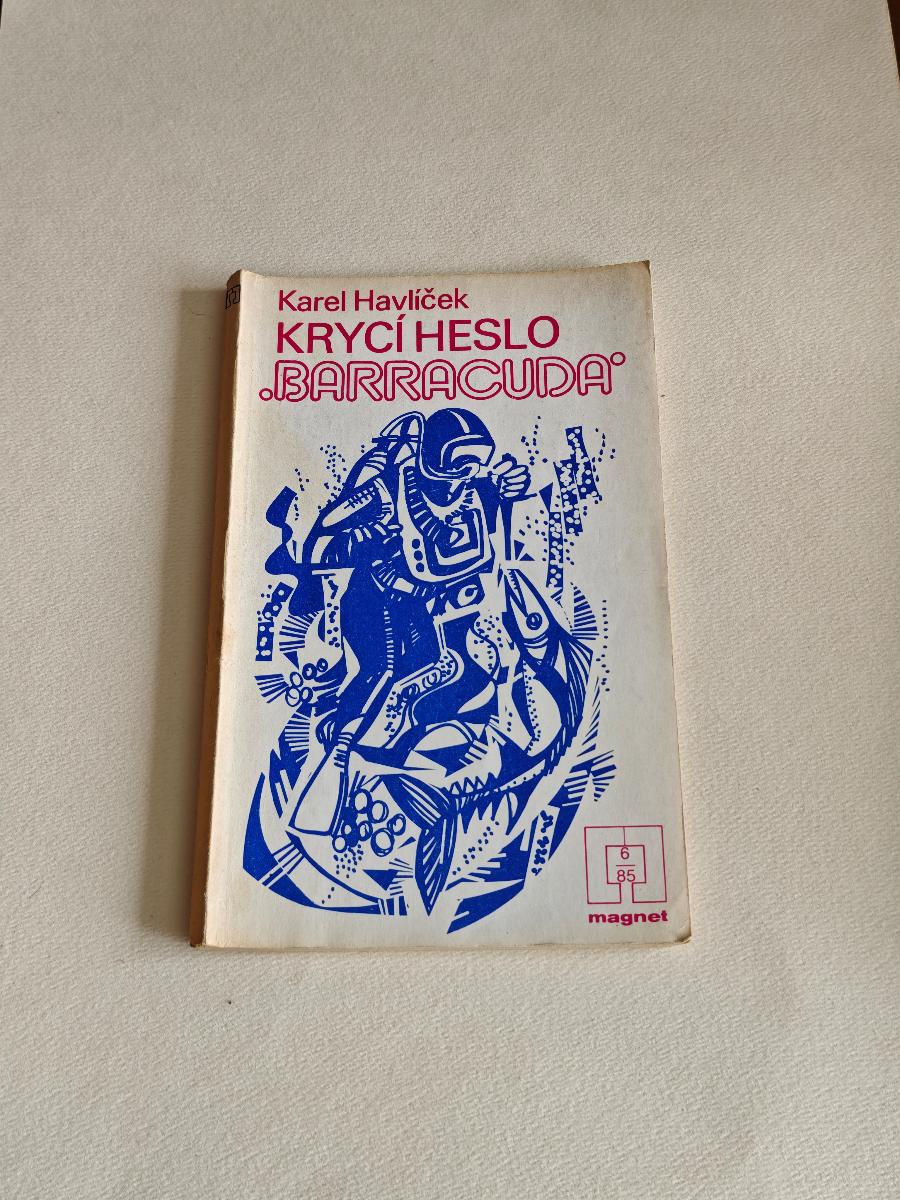 Karel Havlíček
KRYCÍ HESLO
„BARRACUDA“
6
85
magnet